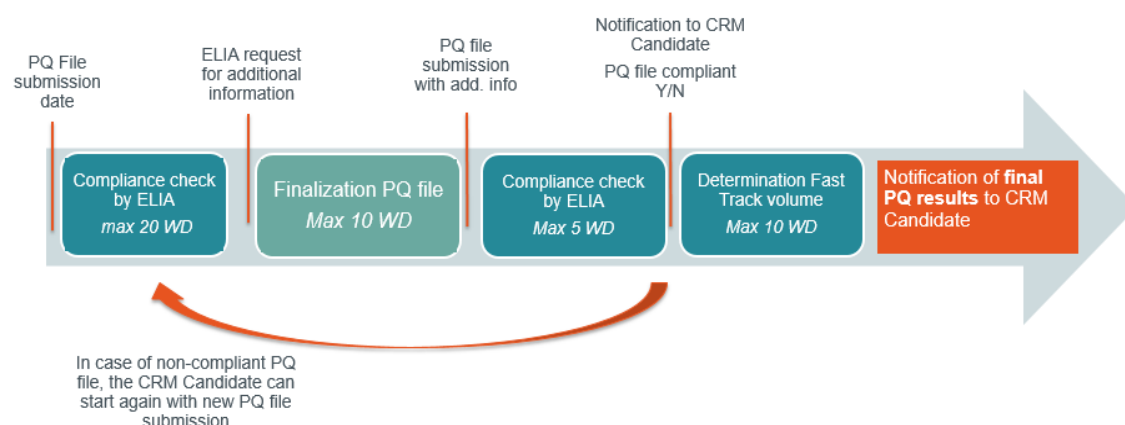 PQ File
submission
date
ELIA request
for additional
information
PQ file
submission
with add. info
Notification to CRM
Candidate
PQ file compliant
Y/N
Compliance check
by ELIA
max 20 WD
Finalization PQ file
Max 10 WD
Compliance check
by ELIA
Max 5 WD
Determination Fast
Track volume
Max 10 WD
Notification of final
PQ results to CRM
Candidate
In case of non-compliant PQ
file, the CRM Candidate can
start again with new PQ file
submission